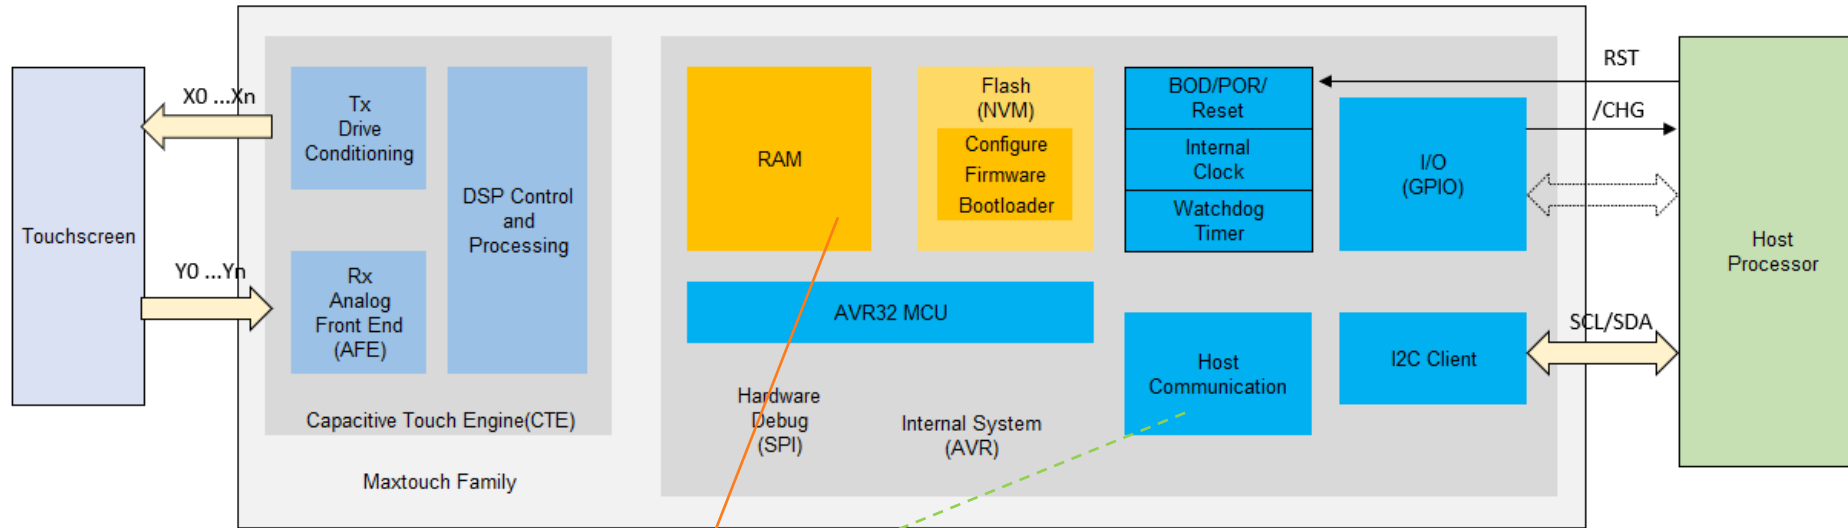 Touchscreen
X0 ...Xn
Y0 ...Yn
Tx
Drive
Conditioning
Rx
Analog
Front End
(AFE)
DSP Control
and
Processing
Capacitive Touch Engine(CTE)
Maxtouch Family
RAM
Flash
(NVM)
Configure
Firmware
Bootloader
AVR32 MCU
Hardware
Debug
(SPI)
Internal System
(AVR)
BOD/POR/
Reset
Internal
Clock
Watchdog
Timer
I/O
(GPIO)
Host
Communication
I2C Client
RST
/CHG
SCL/SDA
Host
Processor